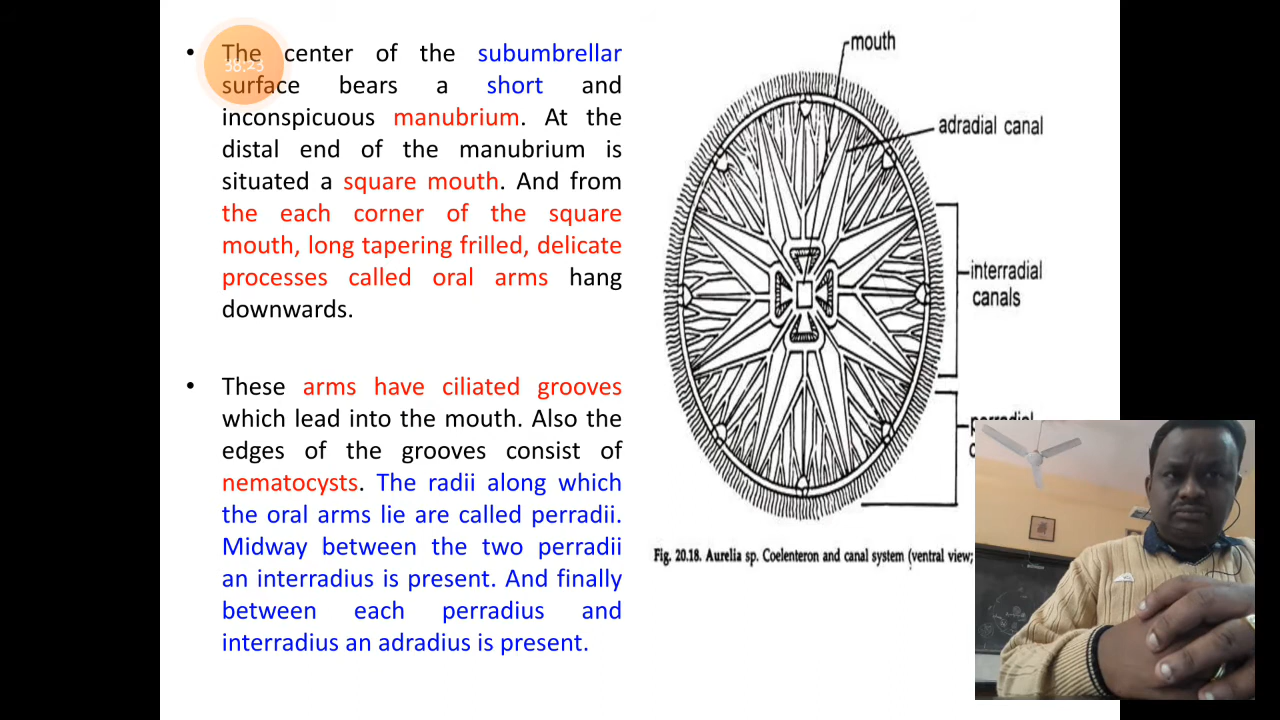 • The center of the subumbrellar
surface bears a short and
inconspicuous manubrium. At the
distal end of the manubrium is
situated a square mouth. And from
the each corner of the square
mouth, long tapering frilled, delicate
processes called oral arms hang
downwards.
• These arms have ciliated grooves
which lead into the mouth. Also the
edges of the grooves consist of
nematocysts. The radii along which
the oral arms lie are called perradii.
Midway between the two perradii
an interradius is present. And finally
between each perradius and
interradius an adradius is present.
38:23
mouth
adradial canal
interradial
canals
Fig. 20.18. Aurelia sp. Coelenteron and canal system (ventral view;